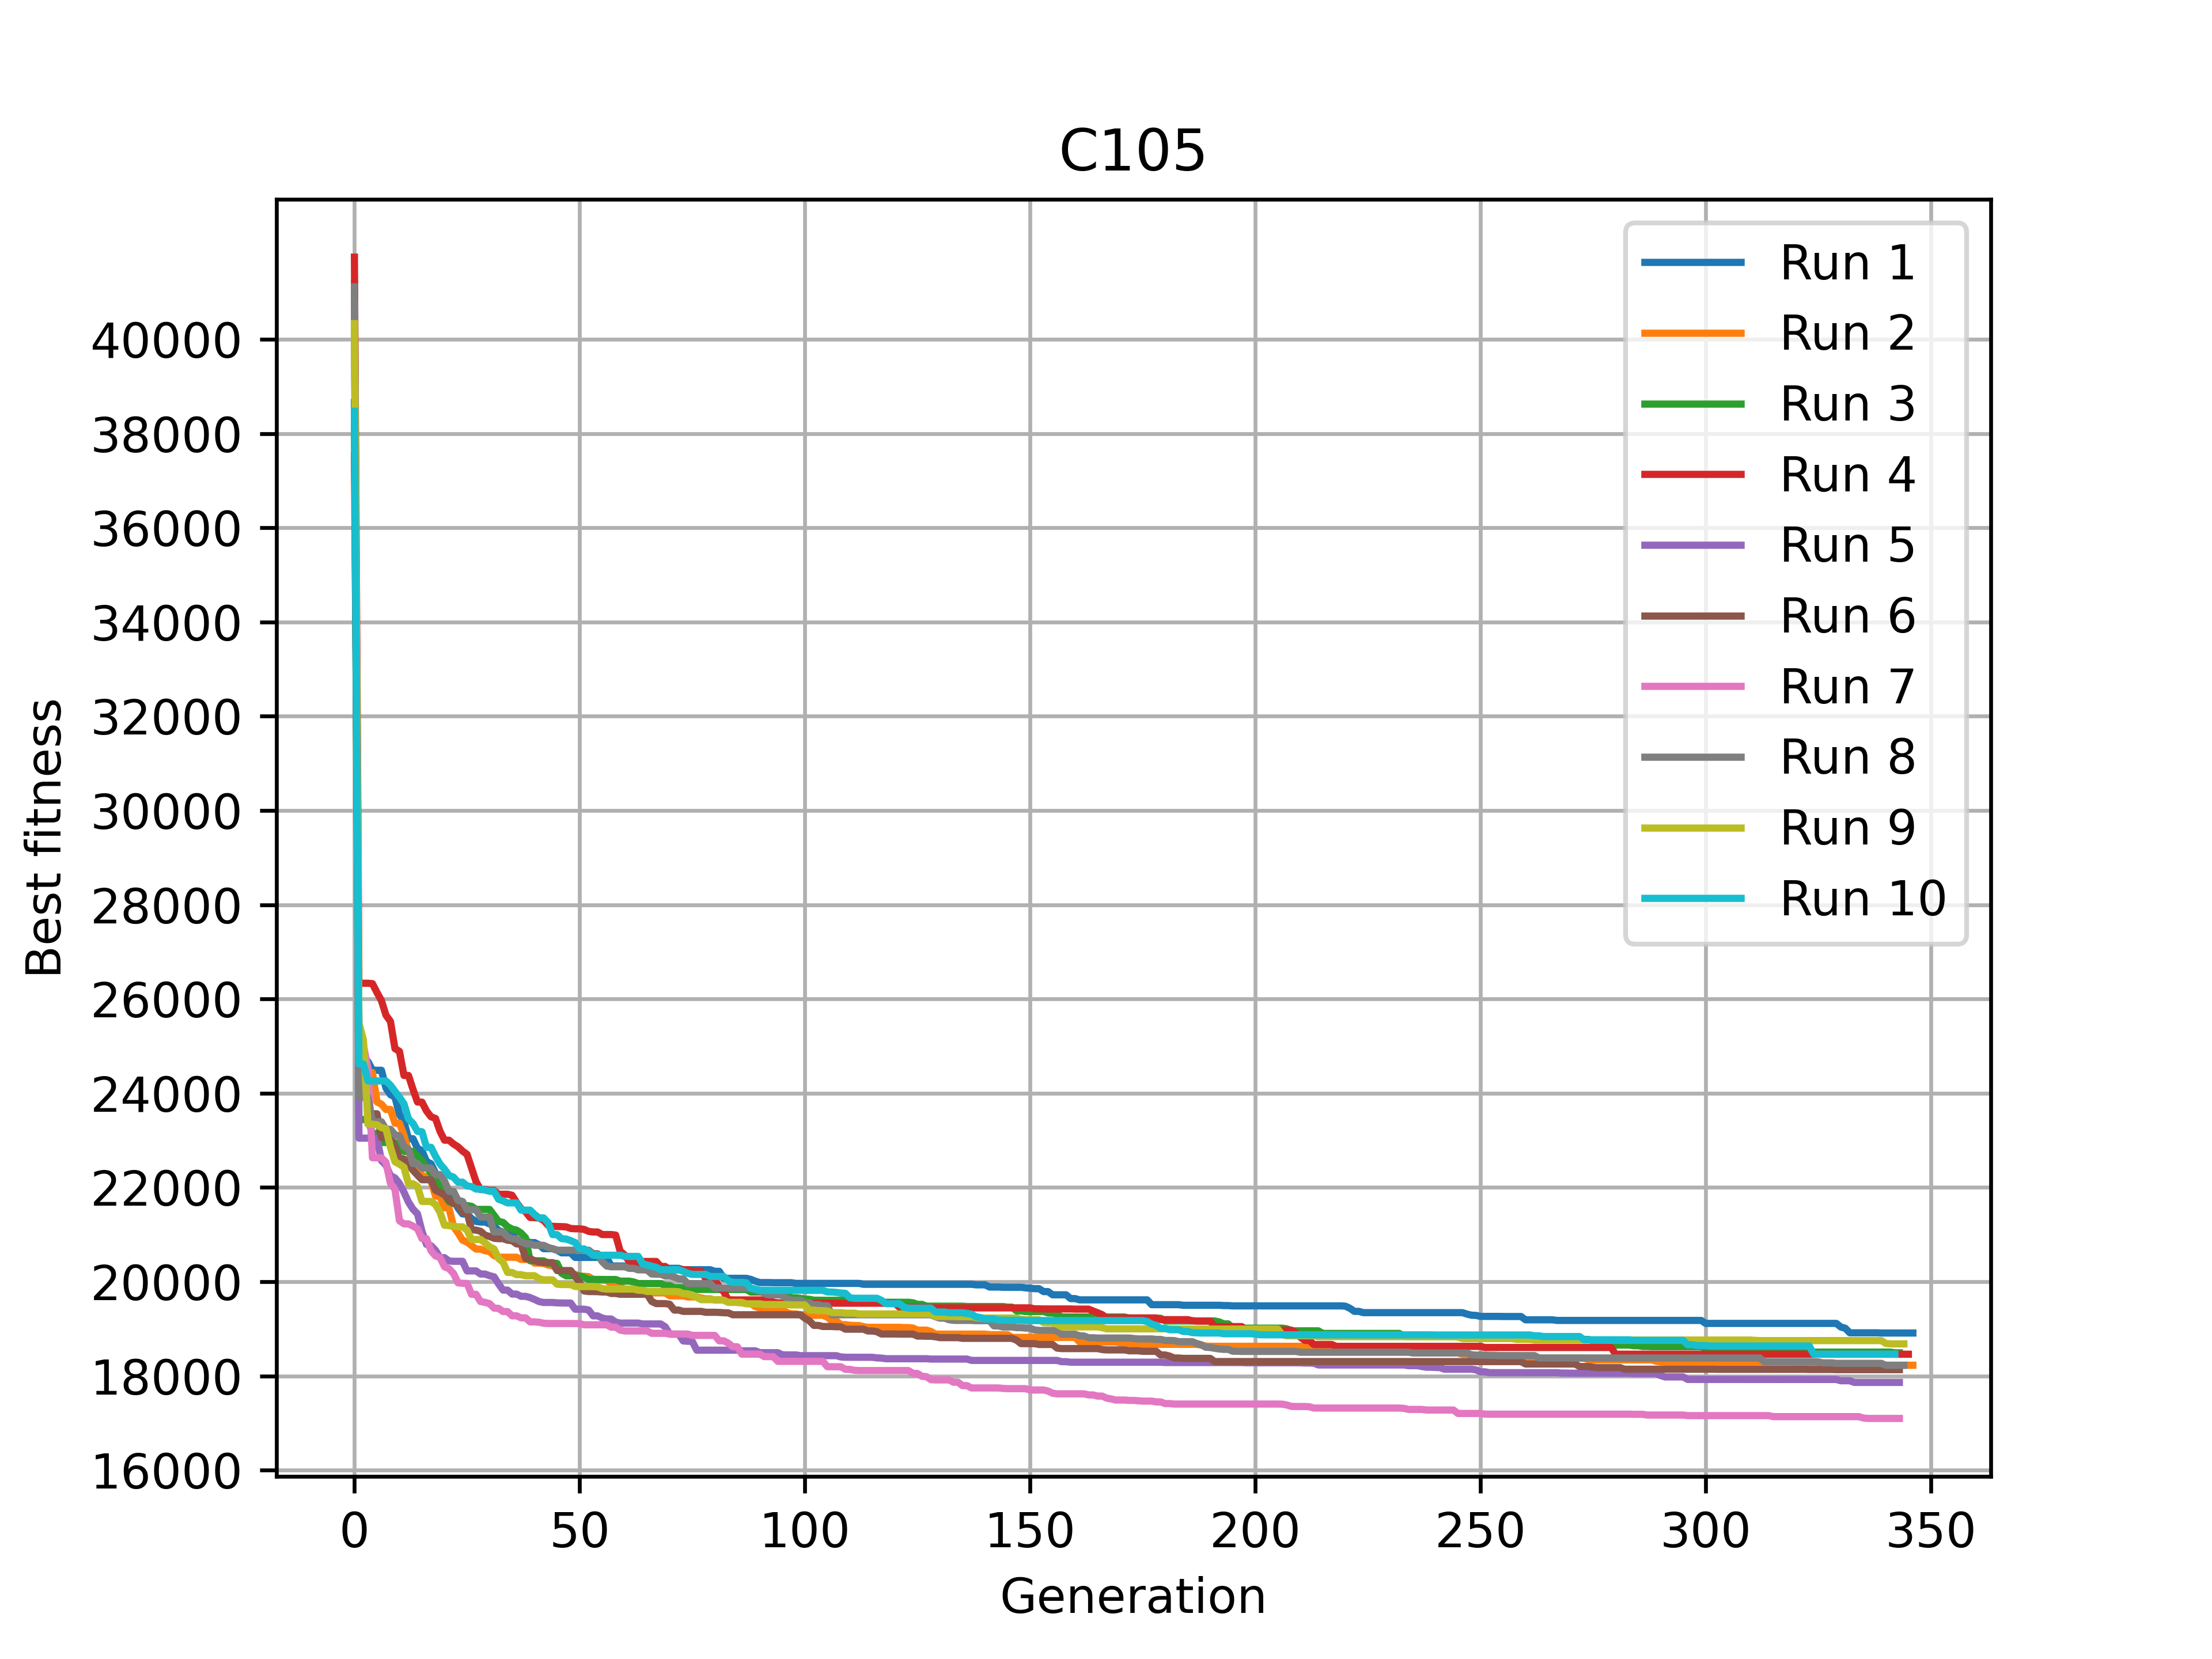 C105
40000
38000
36000
34000
32000
30000
28000
26000
24000
22000
20000
18000
16000
Best fitness
0 50 100 150 200 250 300 350
Generation
Run 1
Run 2
Run 3
Run 4
Run 5
Run 6
Run 7
Run 8
Run 9
Run 10